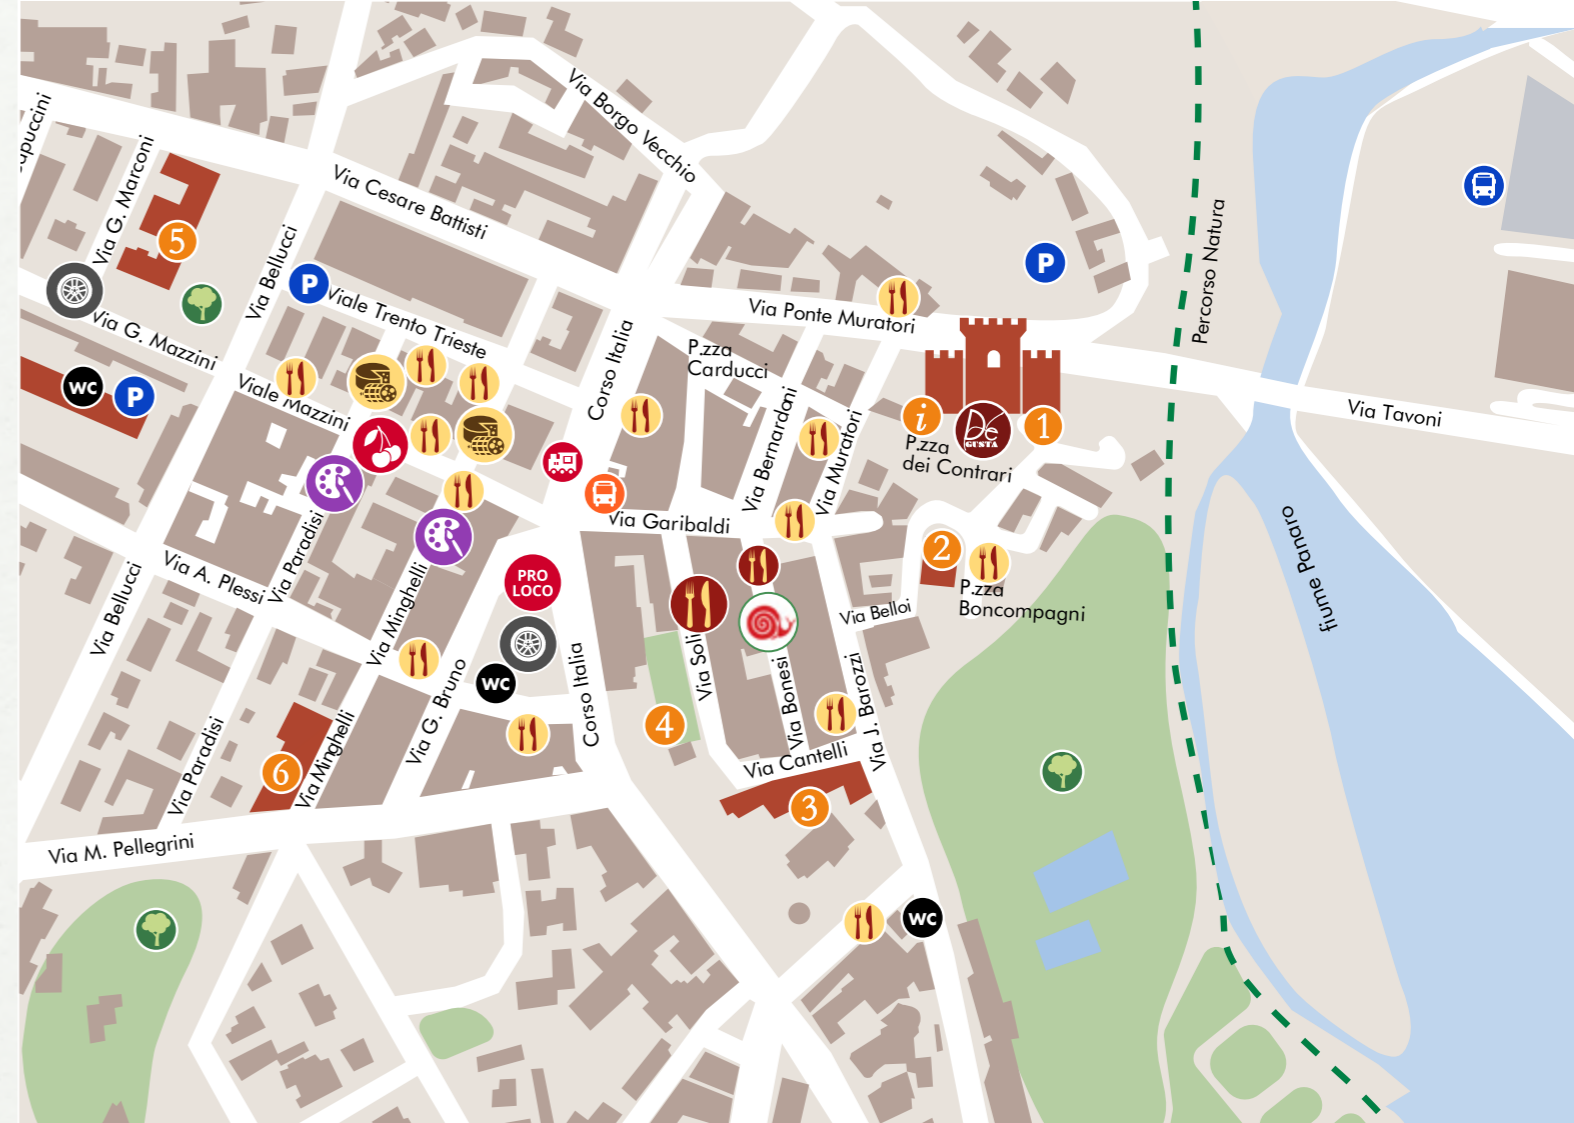 Via Borgo Vecchio
apuccini
Via G. Marconi
Via Cesare Battisti
5
Via Bellucci
P
Viale Trento Trieste
Via G. Mazzini
WC
P
Viale Mazzini
Corso Italia
P.zza
Carducci
Via Ponte Muratori
P
Percorso Natura
Via Tavoni
Via Bernardoni
Via Muratori
i
Dé
GUSTA
1
P.zza
dei Contrari
Via Garibaldi
Via Paradisi
Via A. Plessi
Via Bellucci
Via Minghelli
PRO
LOCO
2
P.zza
Boncompagni
Via Belloi
fiume Panaro
WC
Via G. Bruno
Corso Italia
Via Soli
4
Via Bonesi
Via J. Barozzi
Via Cantelli
3
Via Paradisi
6
Via Minghelli
Via M. Pellegrini
WC